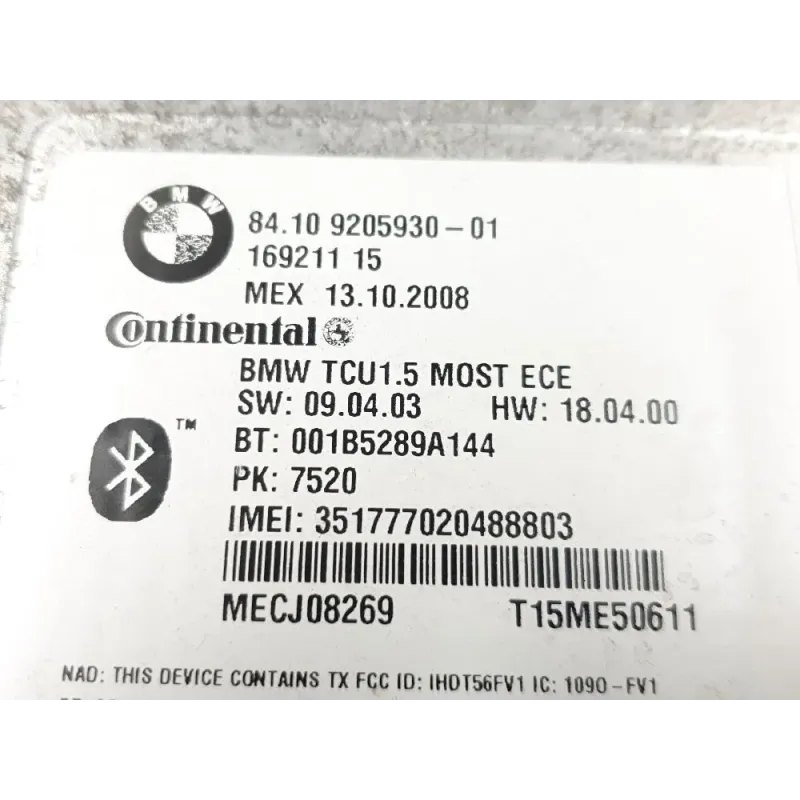 BMW
84.10 9205930-01
169211 15
MEX 13.10.2008
Continental
BMW TCU1.5 MOST ECE
SW: 09.04.03 HW: 18.04.00
TM
BT: 001B5289A144
PK: 7520
IMEI: 351777020488803
MECJ08269 T15ME50611
NAD: THIS DEVICE CONTAINS TX FCC ID: IHDT56FV1 IC: 1090-FV1